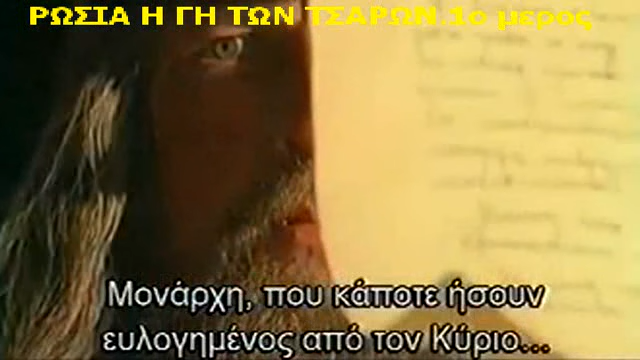 ΡΩΣΙΑ Η ΓΗ ΤΩΝ ΤΣΑΡΩΝ.1ο μερος
Μονάρχη, που κάποτε ήσουν
ευλογημένος από τον Κύριο...